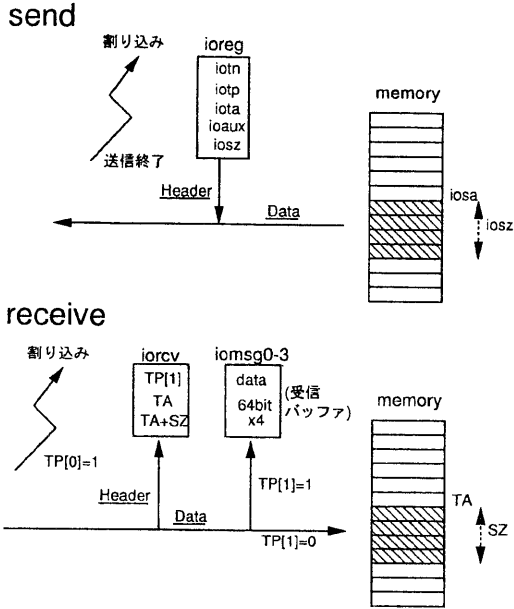 send
割り込み
ioreg
iotn
iotp
iota
ioaux
iosz
memory
送信終了
Header
Data
iosa
iosz
receive
割り込み
iorcv
iomsg0-3
TP[1]
TA
TA+SZ
data
64bit
x4
(受信
バッファ)
memory
TP[0]=1
Header
Data
TP[1]=1
TP[1]=0
TA
SZ